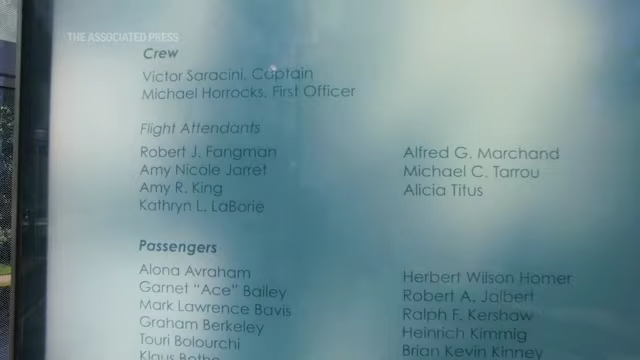 THE ASSOCIATED PRESS
Crew
Victor Saracini, Captain
Michael Horrocks, First Officer
Flight Attendants
Robert J. Fangman
Amy Nicole Jarret
Amy R. King
Kathryn L. LaBorie
Alfred G. Marchand
Michael C. Tarrou
Alicia Titus
Passengers
Alona Avraham
Garnet “Ace” Bailey
Mark Lawrence Bavis
Graham Berkeley
Touri Bolourchi
Klaus Bothe
Herbert Wilson Homer
Robert A. Jalbert
Ralph F. Kershaw
Heinrich Kimmig
Brian Kevin Kinney